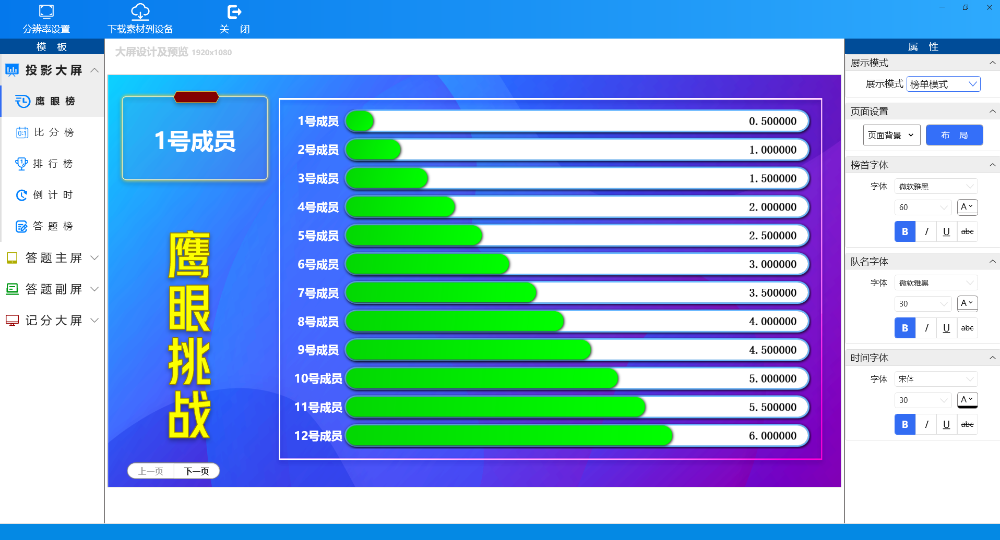 分辨率设置
下载素材到设备
关 闭
模 板
投影大屏
鹰眼榜
比分榜
0:1
排行榜
1
倒计时
答题榜
答题主屏
答题副屏
记分大屏
大屏设计及预览 1920x1080
1号成员
鹰
眼
挑
战
上一页 下一页
1号成员 0.500000
2号成员 1.000000
3号成员 1.500000
4号成员 2.000000
5号成员 2.500000
6号成员 3.000000
7号成员 3.500000
8号成员 4.000000
9号成员 4.500000
10号成员 5.000000
11号成员 5.500000
12号成员 6.000000
属 性
展示模式
展示模式 榜单模式
页面设置
页面背景 布 局
榜首字体
字体 微软雅黑
60 A
B / U abc
队名字体
字体 微软雅黑
30 A
B / U abc
时间字体
字体 宋体
30 A
B / U abc